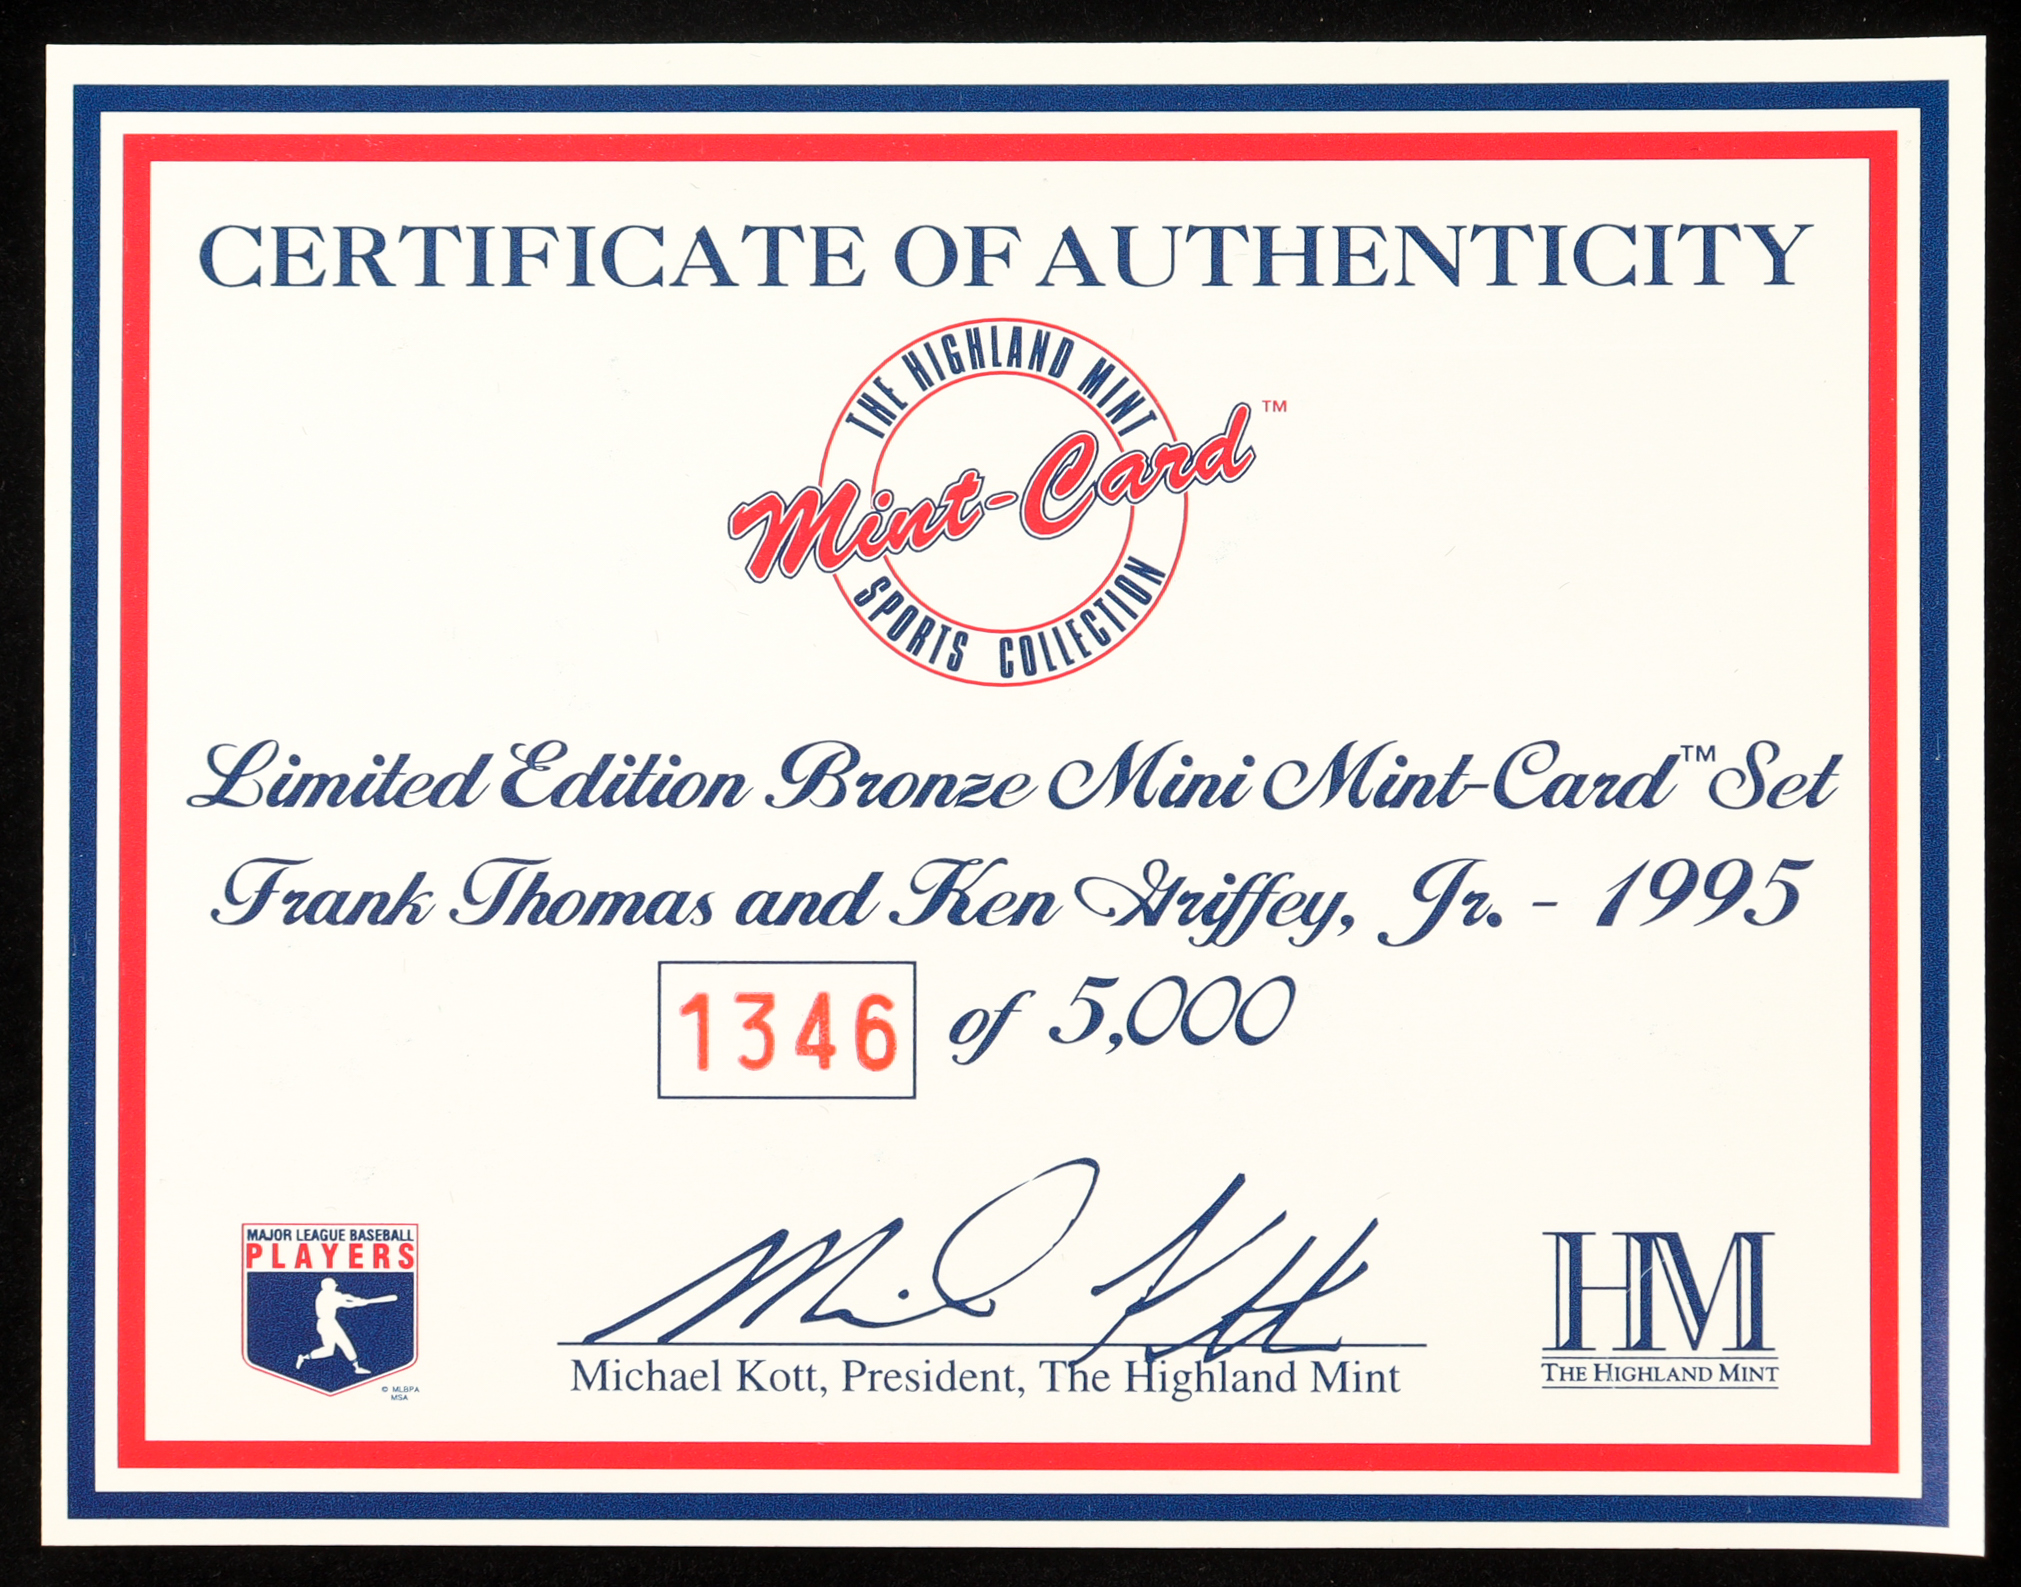 CERTIFICATE OF AUTHENTICITY
THE HIGHLAND MINT
Mint-Card™
SPORTS COLLECTION
Limited Edition Bronze Mini Mint-Card™ Set
Frank Thomas and Ken Griffey, Jr. - 1995
1346 of 5,000
MAJOR LEAGUE BASEBALL
PLAYERS
© MLBPA
MSA
Michael Kott, President, The Highland Mint
HM
THE HIGHLAND MINT